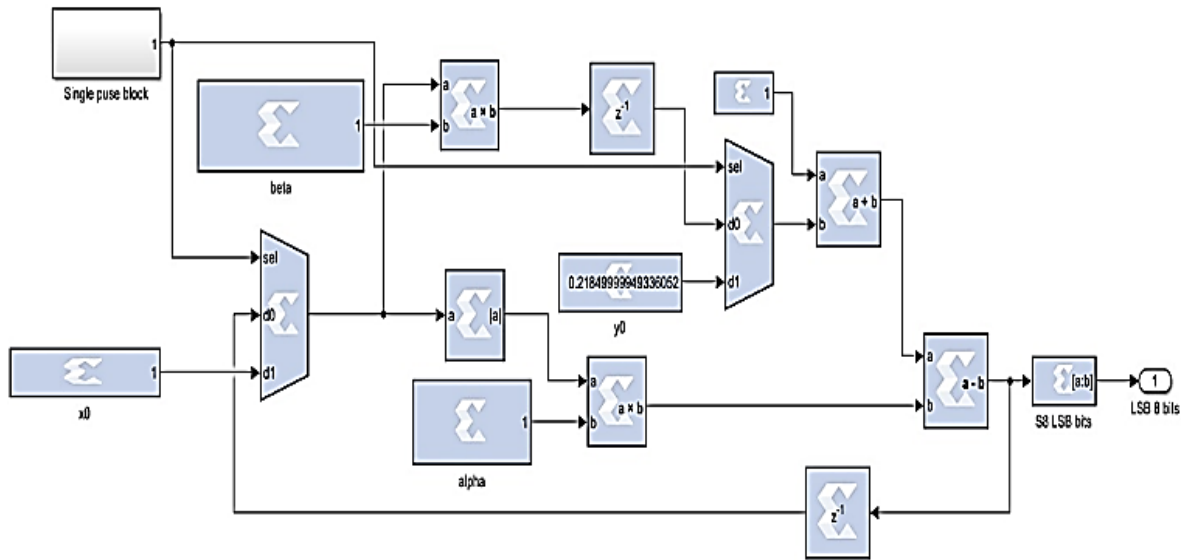 1
Single puse block
1
beta
a
b
a × b
z-1
1
sel
d0
d1
a
b
a + b
0.21849999949336052
y0
sel
d0
d1
1
x0
a
|a|
1
alpha
a
b
a × b
a
b
a - b
[a:b]
S8 LSB bits
1
LSB 8 bits
z-1